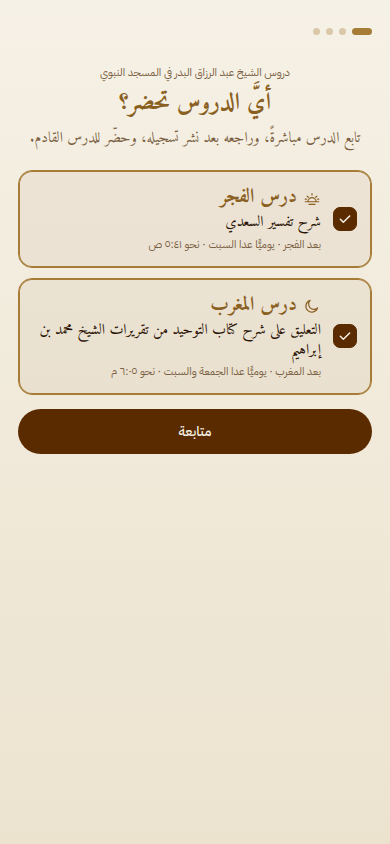 دروس الشيخ عبد الرزاق البدر في المسجد النبوي
أيَّ الدروس تحضر؟
تابع الدرس مباشرةً، وراجعه بعد نشر تسجيله، وحضّر للدرس القادم.
درس الفجر
شرح تفسير السعدي
بعد الفجر · يوميًّا عدا السبت · نحو ٥:٤١ ص
درس المغرب
التعليق على شرح كتاب التوحيد من تقريرات الشيخ محمد بن
إبراهيم
بعد المغرب · يوميًّا عدا الجمعة والسبت · نحو ٦:٠٥ م
متابعة